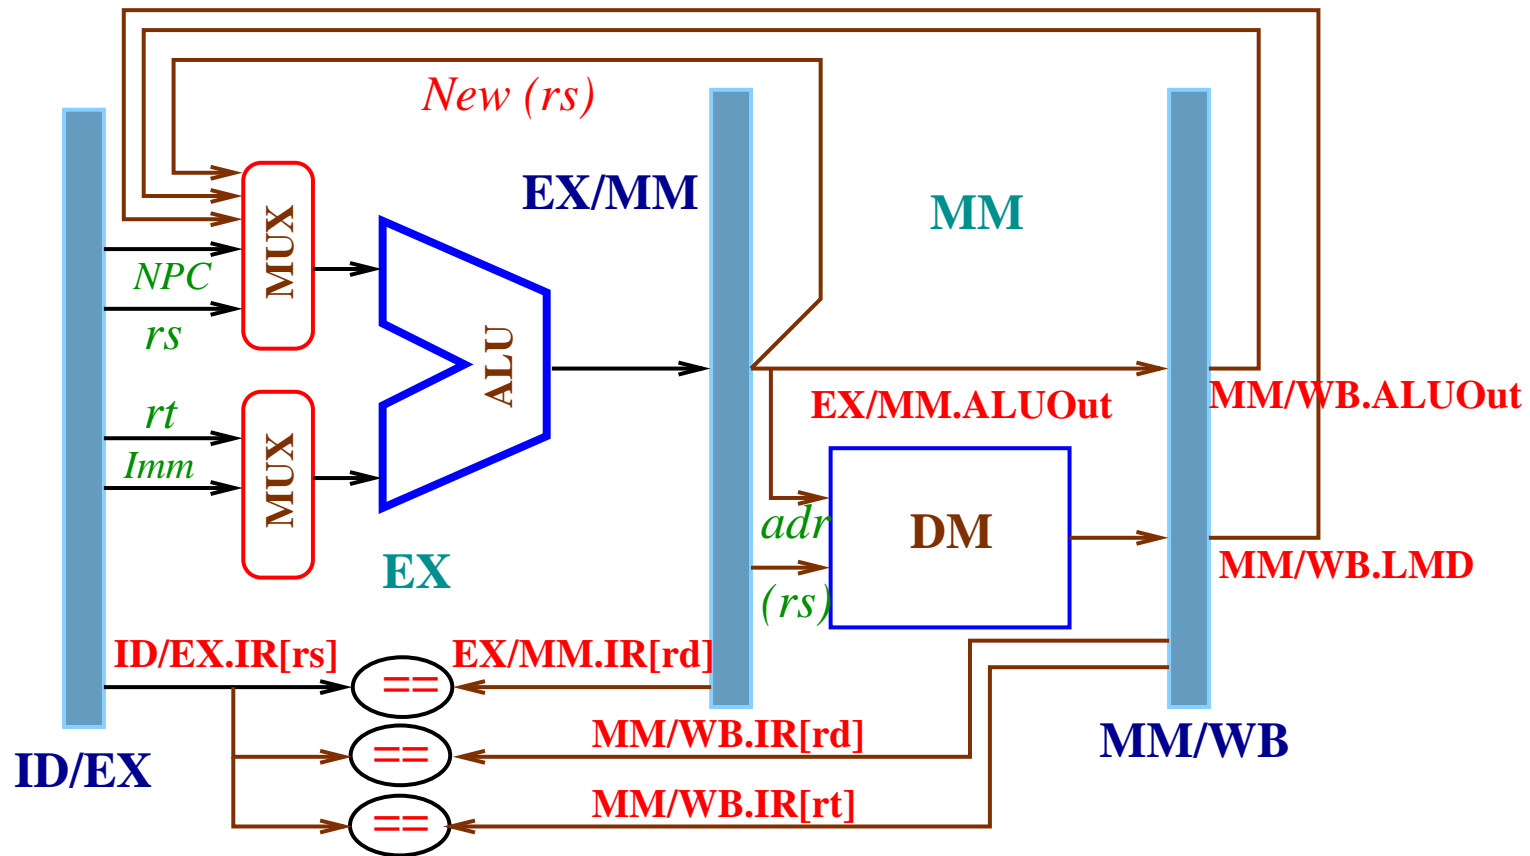 New (rs)
EX/MM
MM
MUX
NPC
rs
ALU
rt
Imm
MUX
EX/MM.ALUOut
MM/WB.ALUOut
adr
DM
EX
(rs)
MM/WB.LMD
ID/EX.IR[rs]
EX/MM.IR[rd]
==
MM/WB.IR[rd]
==
MM/WB
ID/EX
MM/WB.IR[rt]
==